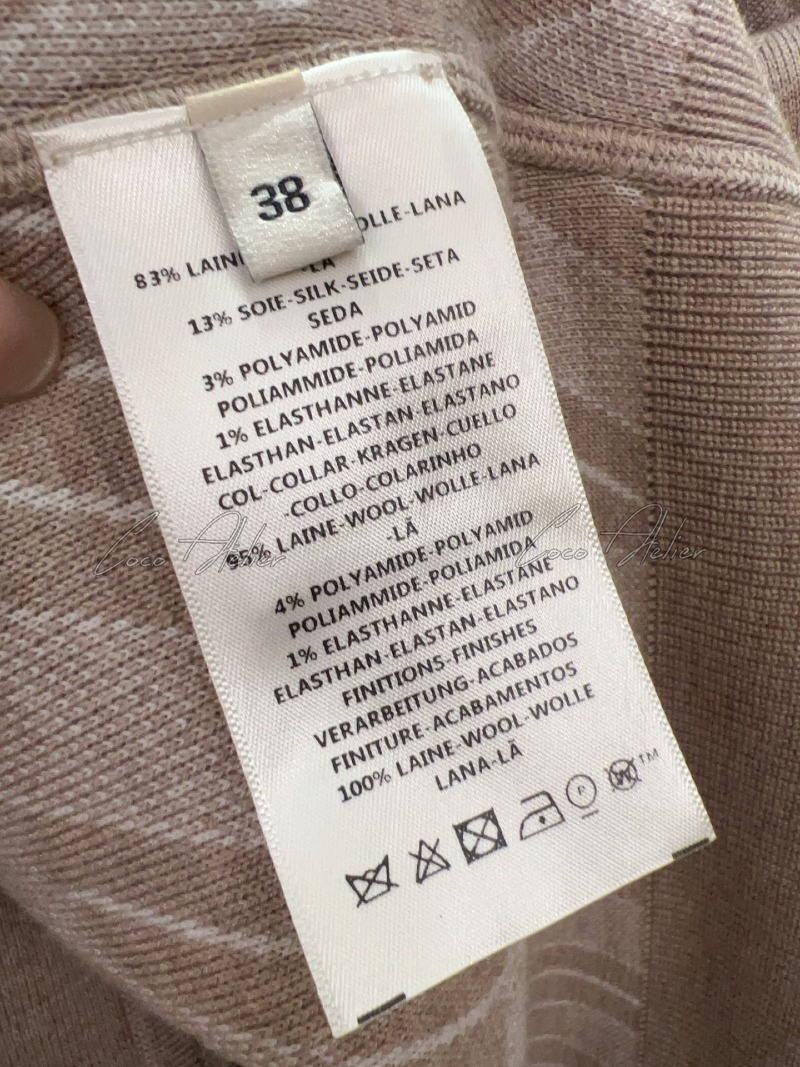 38
83% LAIN OLLE-LANA
-LÃ
13% SOIE-SILK-SEIDE-SETA
SEDA
3% POLYAMIDE-POLYAMID
POLIAMMIDE-POLIAMIDA
1% ELASTHANNE-ELASTANE
ELASTHAN-ELASTAN-ELASTANO
COL-COLLAR-KRAGEN-CUELLO
-COLLO-COLARINHO
95% LAINE-WOOL-WOLLE-LANA
-LÃ
4% POLYAMIDE-POLYAMID
POLIAMMIDE-POLIAMIDA
1% ELASTHANNE-ELASTANE
ELASTHAN-ELASTAN-ELASTANO
FINITIONS-FINISHES
VERARBEITUNG-ACABADOS
FINITURE-ACABAMENTOS
100% LAINE-WOOL-WOLLE
LANA-LÃ
P W TM
Coco Atelier Coco Atelier